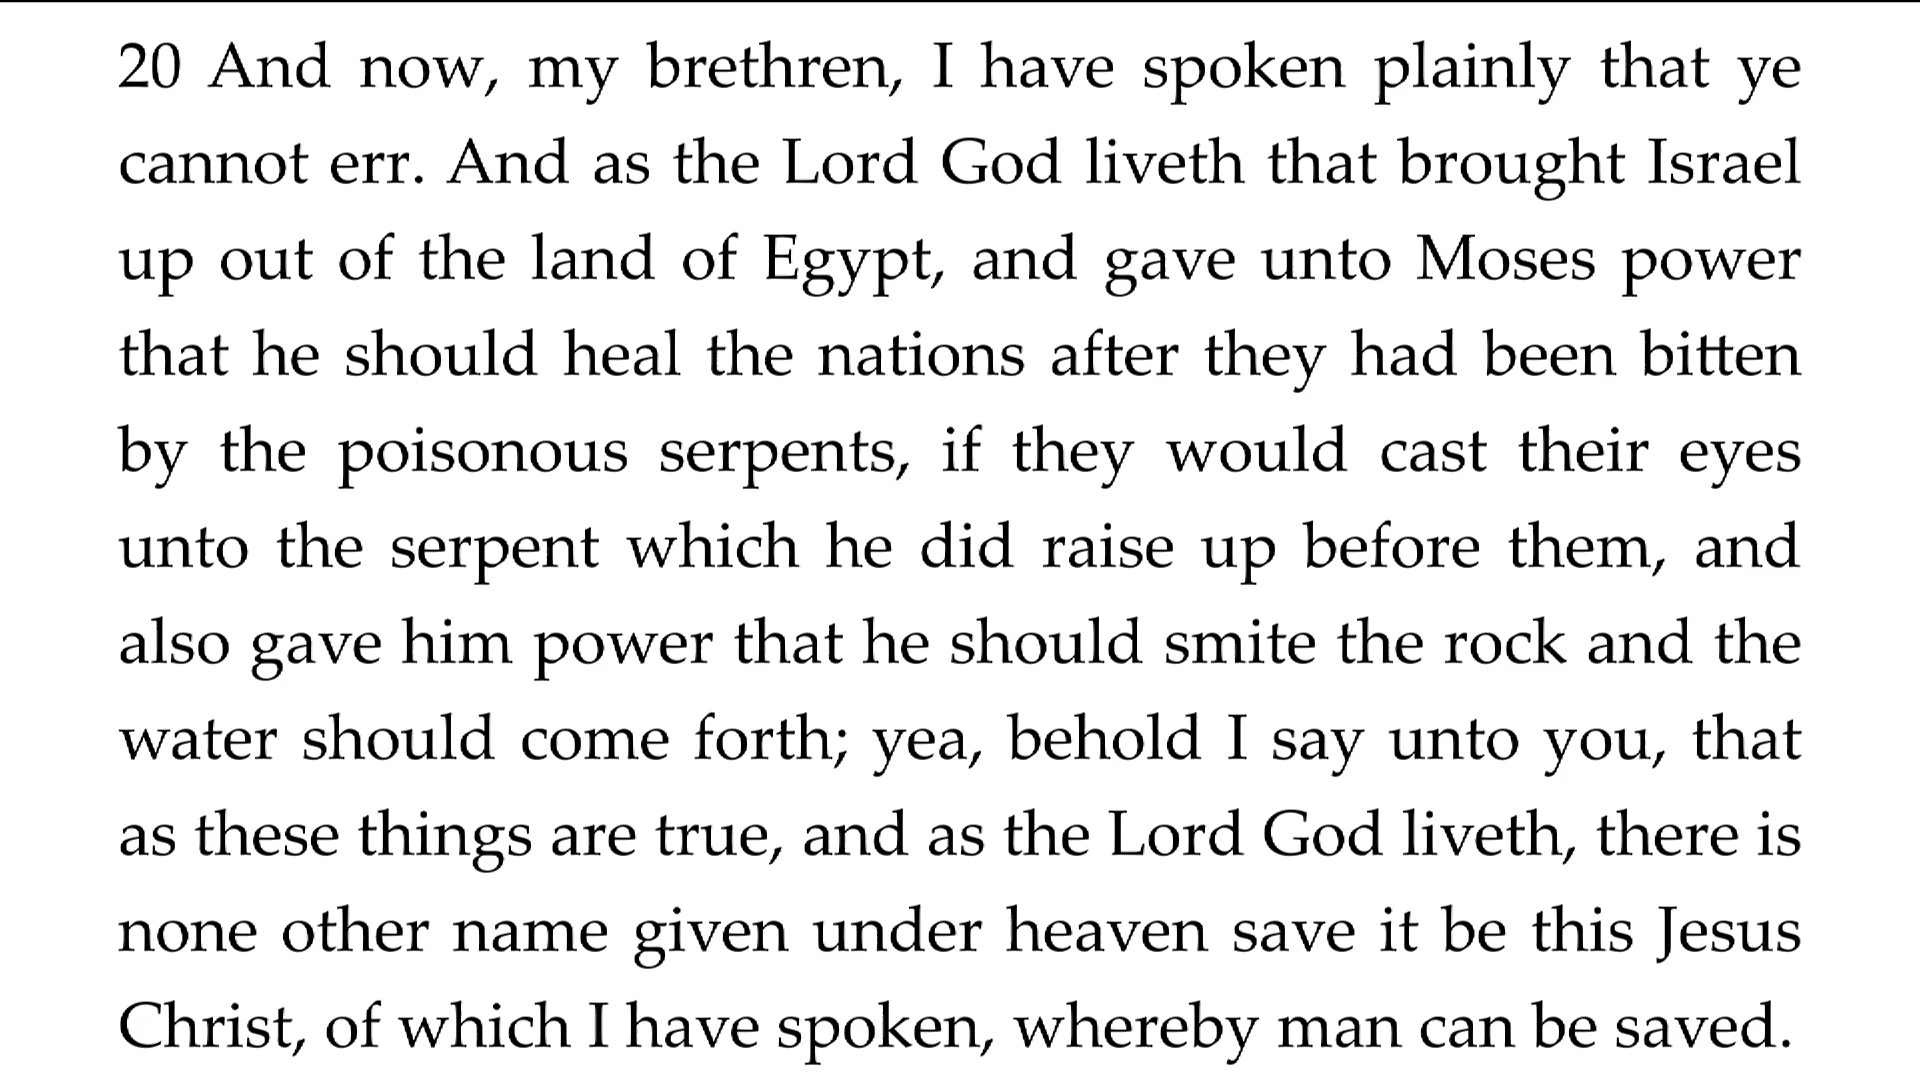 20 And now, my brethren, I have spoken plainly that ye
cannot err. And as the Lord God liveth that brought Israel
up out of the land of Egypt, and gave unto Moses power
that he should heal the nations after they had been bitten
by the poisonous serpents, if they would cast their eyes
unto the serpent which he did raise up before them, and
also gave him power that he should smite the rock and the
water should come forth; yea, behold I say unto you, that
as these things are true, and as the Lord God liveth, there is
none other name given under heaven save it be this Jesus
Christ, of which I have spoken, whereby man can be saved.